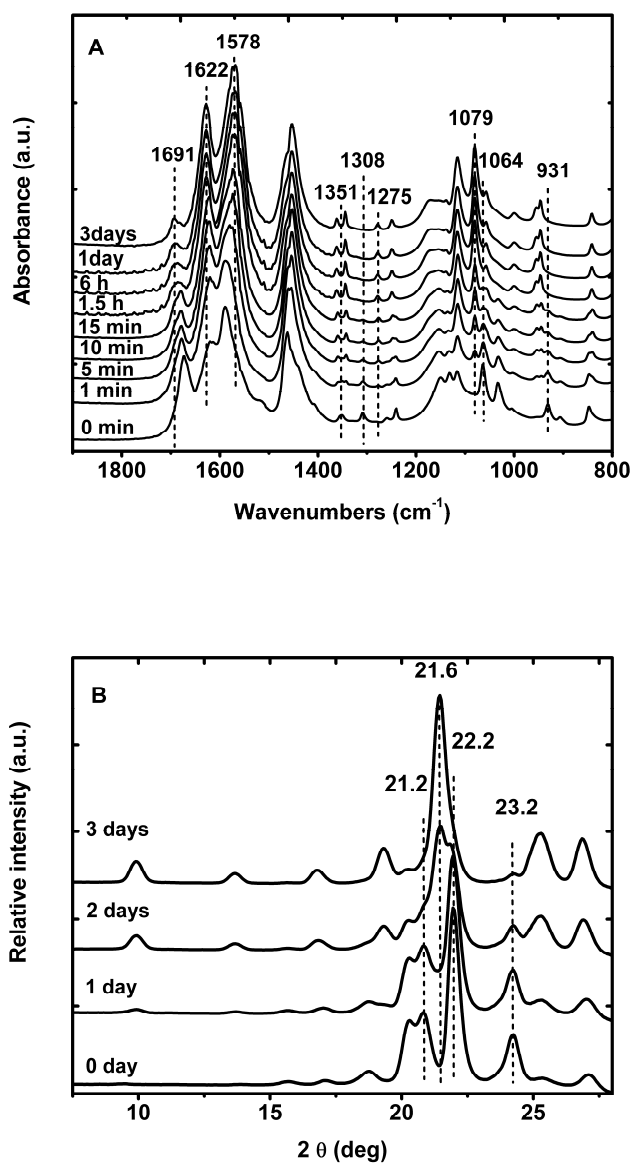 A
1578
1622
1691
1079
1308
1064
1351
1275
931
3days
1day
6 h
1.5 h
15 min
10 min
5 min
1 min
0 min
Absorbance (a.u.)
1800 1600 1400 1200 1000 800
Wavenumbers (cm⁻¹)
B
21.6
22.2
21.2
23.2
3 days
2 days
1 day
0 day
Relative intensity (a.u.)
10 15 20 25
2 θ (deg)